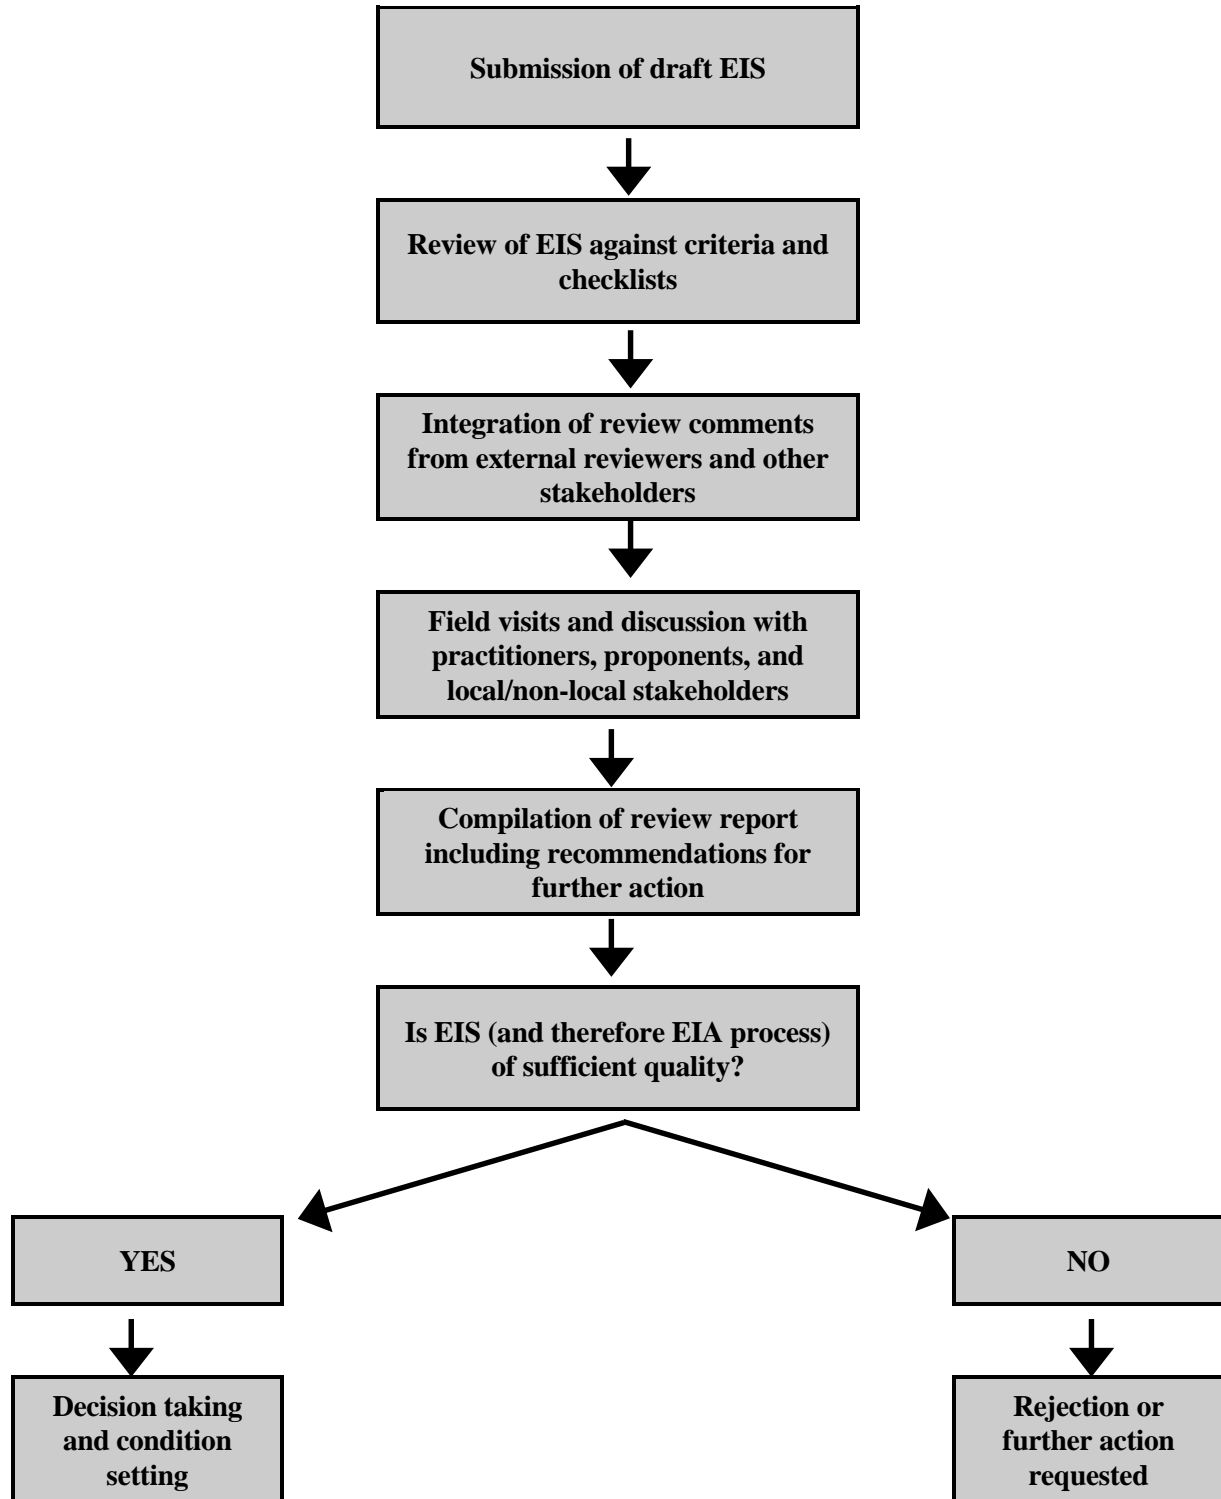 Submission of draft EIS
Review of EIS against criteria and
checklists
Integration of review comments
from external reviewers and other
stakeholders
Field visits and discussion with
practitioners, proponents, and
local/non-local stakeholders
Compilation of review report
including recommendations for
further action
Is EIS (and therefore EIA process)
of sufficient quality?
YES
NO
Decision taking
and condition
setting
Rejection or
further action
requested